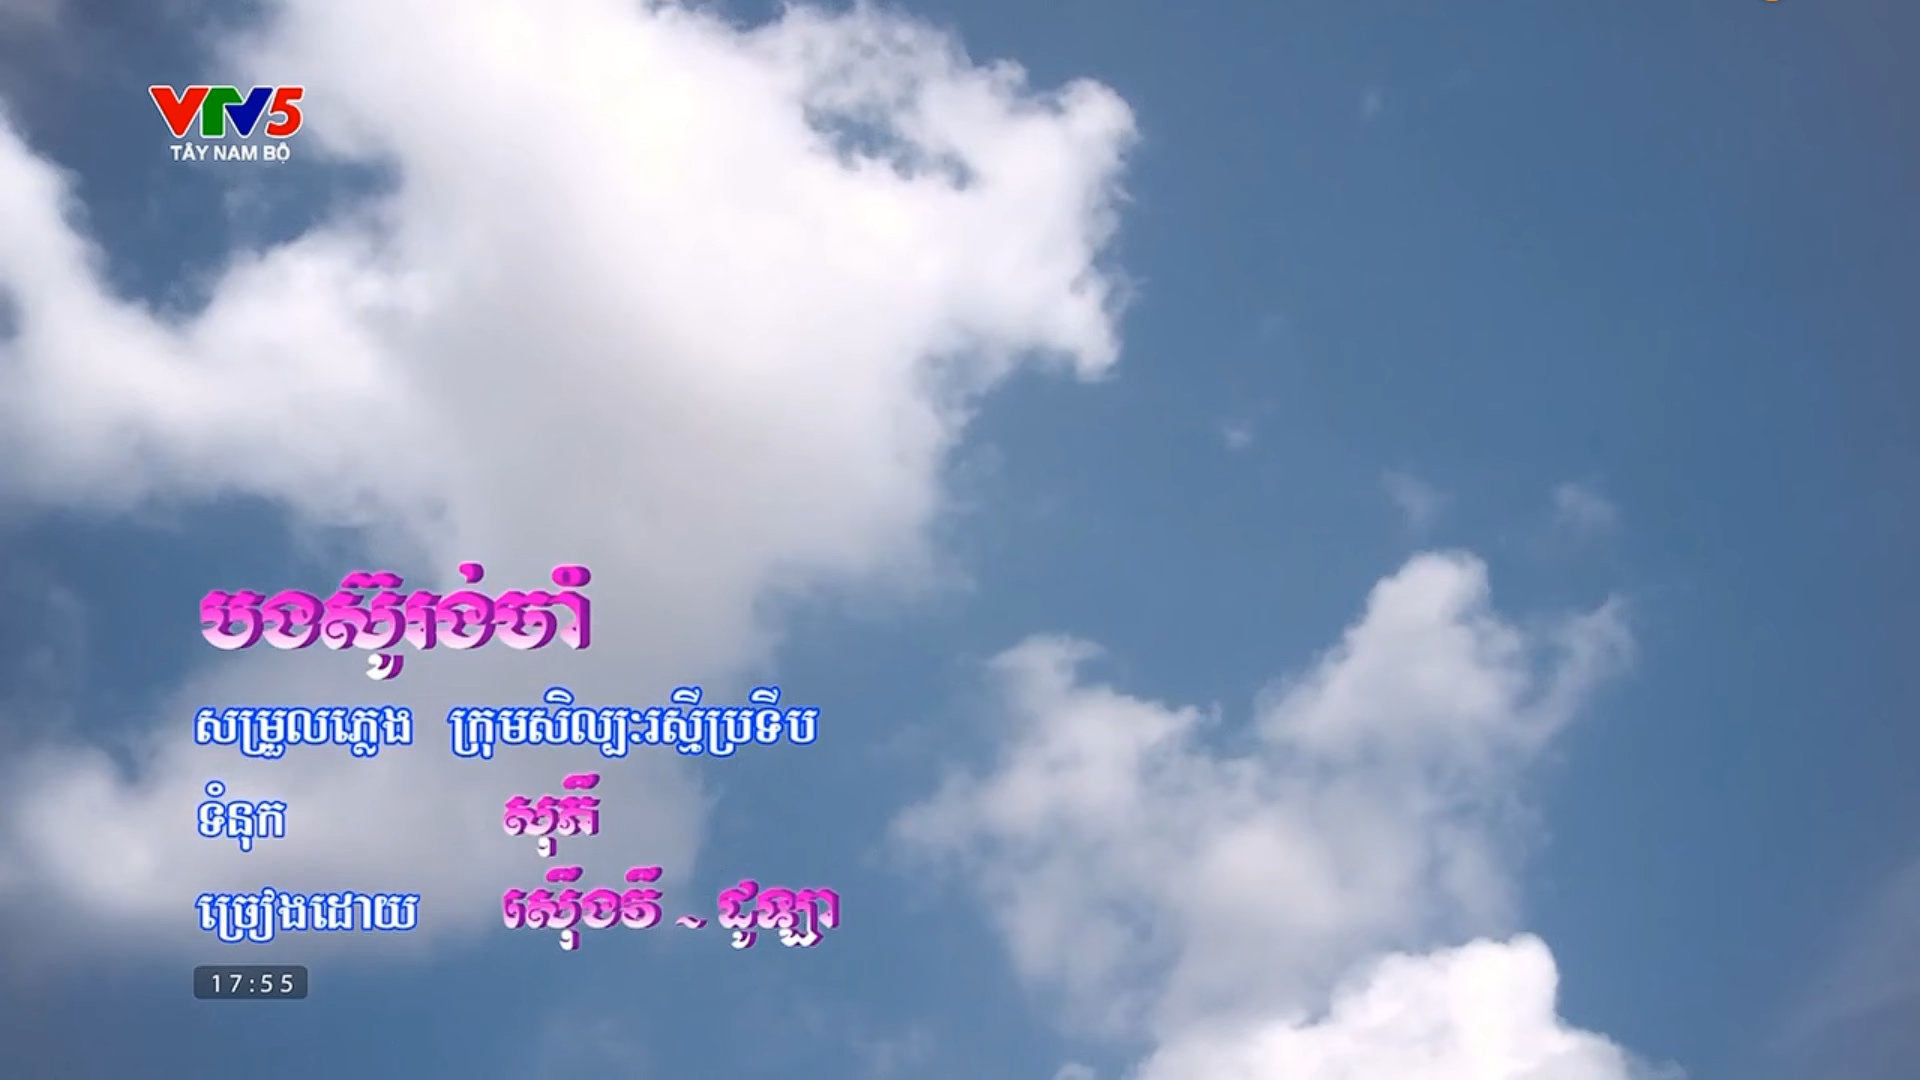 VTV5
TÂY NAM BỘ
បងស៊ូរង់ចាំ
សម្រួលភ្លេង ក្រុមសិល្បៈរស្មីប្រទីប
ទំនុក សុភី
ច្រៀងដោយ ស៊ើងវី ~ ដូឡា
17:55